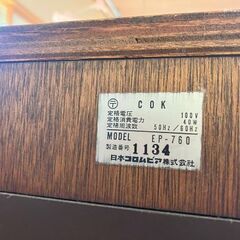 〒 COK
定格電圧 100V
定格消費電力 40W
定格周波数 50Hz/60Hz
MODEL EP-760
製造番号 1134
日本コロムビア株式会社